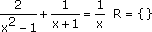 2/(x² − 1) + 1/(x + 1) = 1/x R = { }